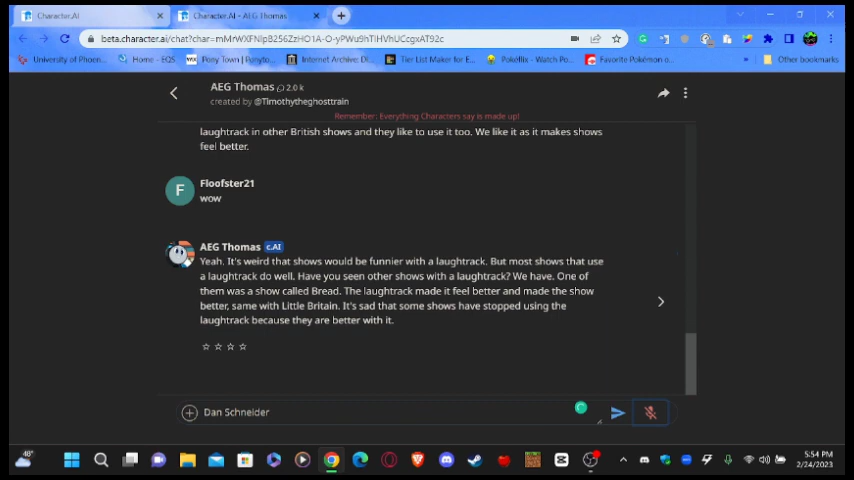 Character.AI
Character.AI - AEG Thomas
beta.character.ai/chat?char=
University of Phoen...
Home - EQS
Pony Town | Ponyto...
Internet Archive: Di...
Tier List Maker for E...
Pokéflix - Watch Po...
Favorite Pokémon o...
Other bookmarks
AEG Thomas 2.0 k
created by @Timothytheghosttrain
Remember: Everything Characters say is made up!
laughtrack in other British shows and they like to use it too. We like it as it makes shows
feel better.
F
Floofster21
wow
AEG Thomas c.AI
Yeah. It's weird that shows would be funnier with a laughtrack. But most shows that use
a laughtrack do well. Have you seen other shows with a laughtrack? We have. One of
them was a show called Bread. The laughtrack made it feel better and made the show
better, same with Little Britain. It's sad that some shows have stopped using the
laughtrack because they are better with it.
Dan Schneider
48°
5:54 PM
2/24/2023